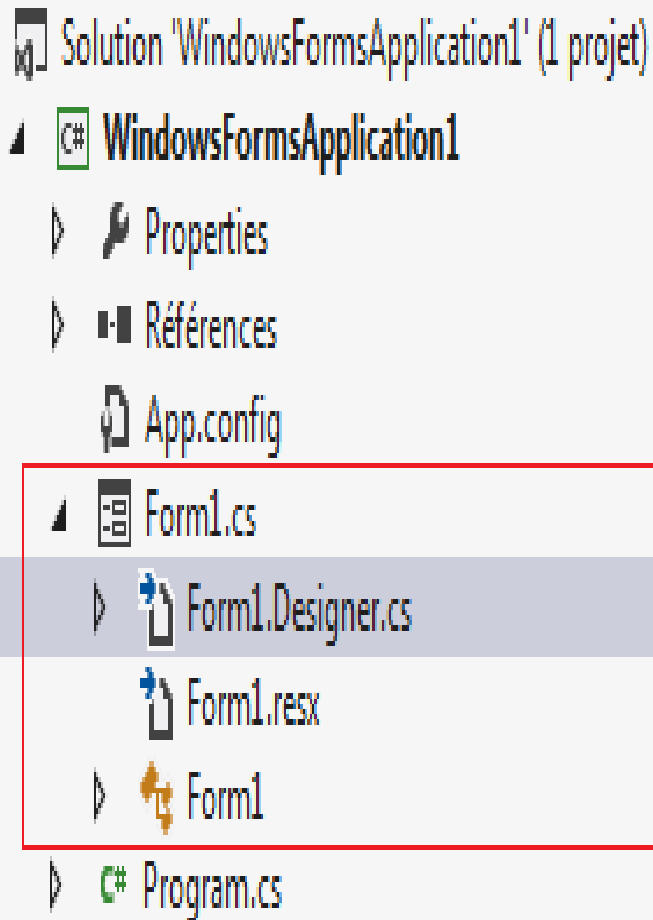 Solution 'WindowsFormsApplication1' (1 projet)
C# WindowsFormsApplication1
Properties
Références
App.config
Form1.cs
Form1.Designer.cs
Form1.resx
Form1
C# Program.cs